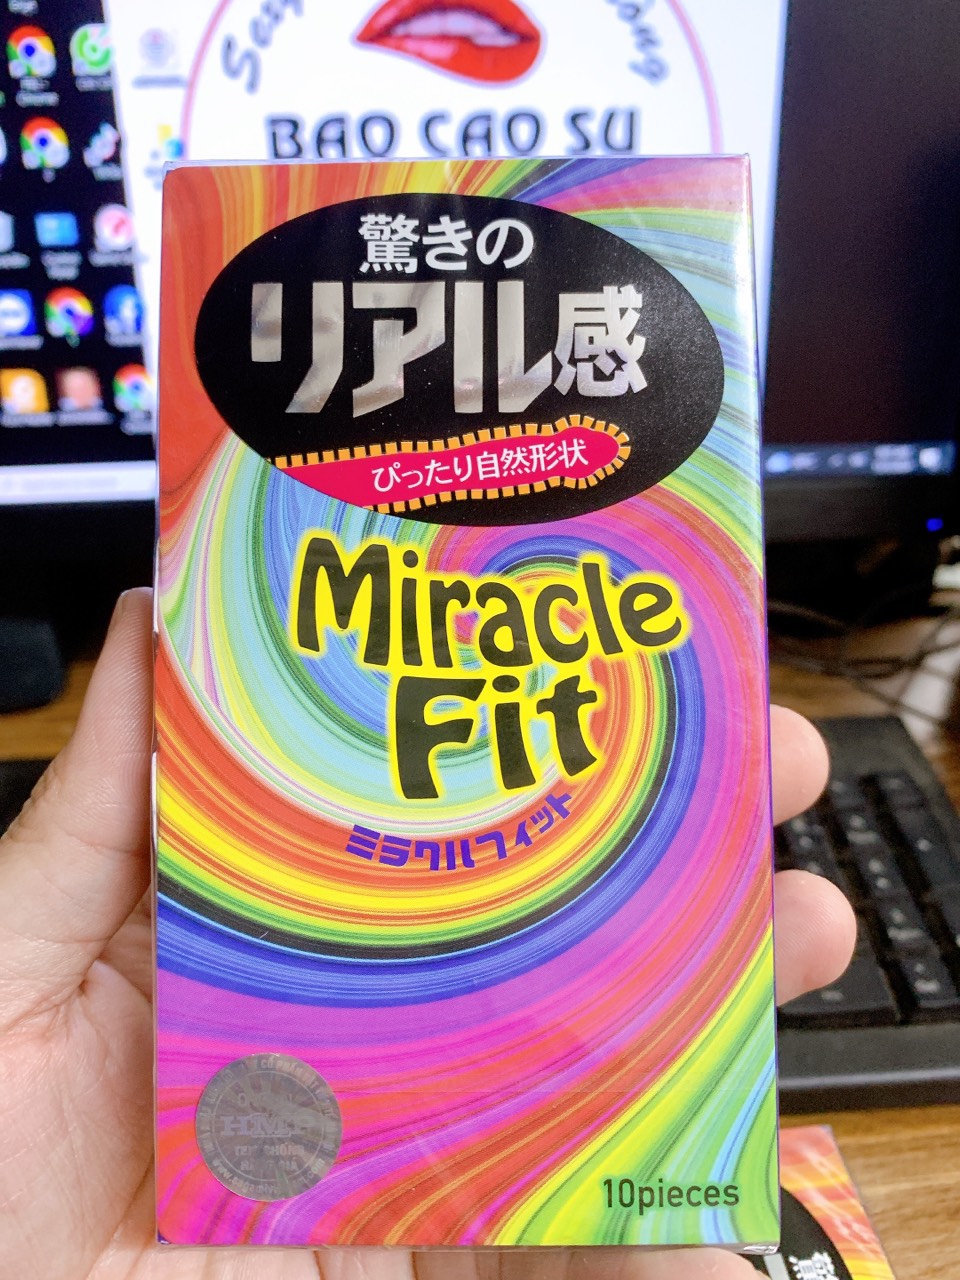 BAO CAO SU
驚きの
リアル感
ぴったり自然形状
Miracle
Fit
ミラクルフィット
HMP
10pieces